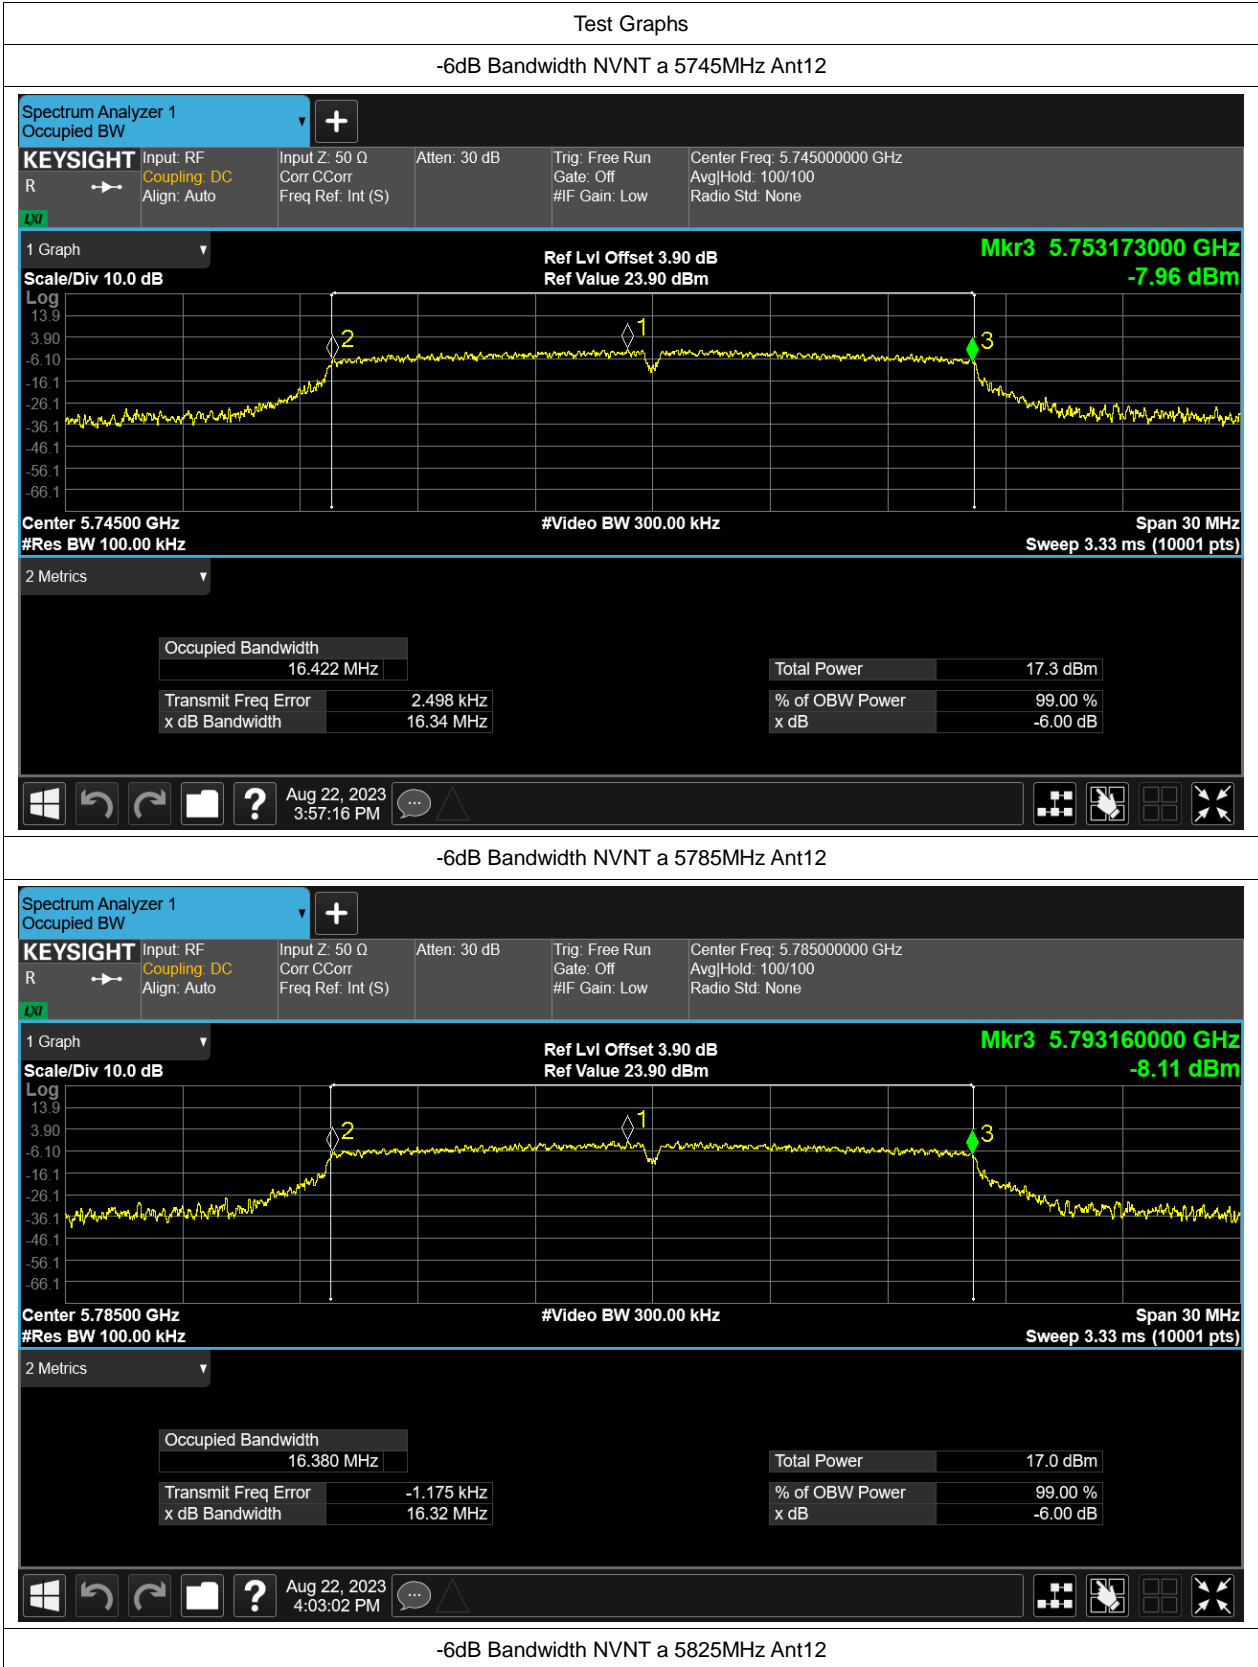 Test Graphs
-6dB Bandwidth NVNT a 5745MHz Ant12
Spectrum Analyzer 1
Occupied BW
KEYSIGHT
R
LXI
Input: RF
Coupling: DC
Align: Auto
Input Z: 50 Ω
Corr CCorr
Freq Ref: Int (S)
Atten: 30 dB
Trig: Free Run
Gate: Off
#IF Gain: Low
Center Freq: 5.745000000 GHz
Avg|Hold: 100/100
Radio Std: None
1 Graph
Scale/Div 10.0 dB
Ref Lvl Offset 3.90 dB
Ref Value 23.90 dBm
Mkr3 5.753173000 GHz
-7.96 dBm
Log
13.9
3.90
-6.10
-16.1
-26.1
-36.1
-46.1
-56.1
-66.1
2
1
3
Center 5.74500 GHz
#Res BW 100.00 kHz
#Video BW 300.00 kHz
Span 30 MHz
Sweep 3.33 ms (10001 pts)
2 Metrics
Occupied Bandwidth
16.422 MHz
Total Power 17.3 dBm
Transmit Freq Error 2.498 kHz
% of OBW Power 99.00 %
x dB Bandwidth 16.34 MHz
x dB -6.00 dB
?
Aug 22, 2023
3:57:16 PM
-6dB Bandwidth NVNT a 5785MHz Ant12
Spectrum Analyzer 1
Occupied BW
KEYSIGHT
R
LXI
Input: RF
Coupling: DC
Align: Auto
Input Z: 50 Ω
Corr CCorr
Freq Ref: Int (S)
Atten: 30 dB
Trig: Free Run
Gate: Off
#IF Gain: Low
Center Freq: 5.785000000 GHz
Avg|Hold: 100/100
Radio Std: None
1 Graph
Scale/Div 10.0 dB
Ref Lvl Offset 3.90 dB
Ref Value 23.90 dBm
Mkr3 5.793160000 GHz
-8.11 dBm
Log
13.9
3.90
-6.10
-16.1
-26.1
-36.1
-46.1
-56.1
-66.1
2
1
3
Center 5.78500 GHz
#Res BW 100.00 kHz
#Video BW 300.00 kHz
Span 30 MHz
Sweep 3.33 ms (10001 pts)
2 Metrics
Occupied Bandwidth
16.380 MHz
Total Power 17.0 dBm
Transmit Freq Error -1.175 kHz
% of OBW Power 99.00 %
x dB Bandwidth 16.32 MHz
x dB -6.00 dB
?
Aug 22, 2023
4:03:02 PM
-6dB Bandwidth NVNT a 5825MHz Ant12